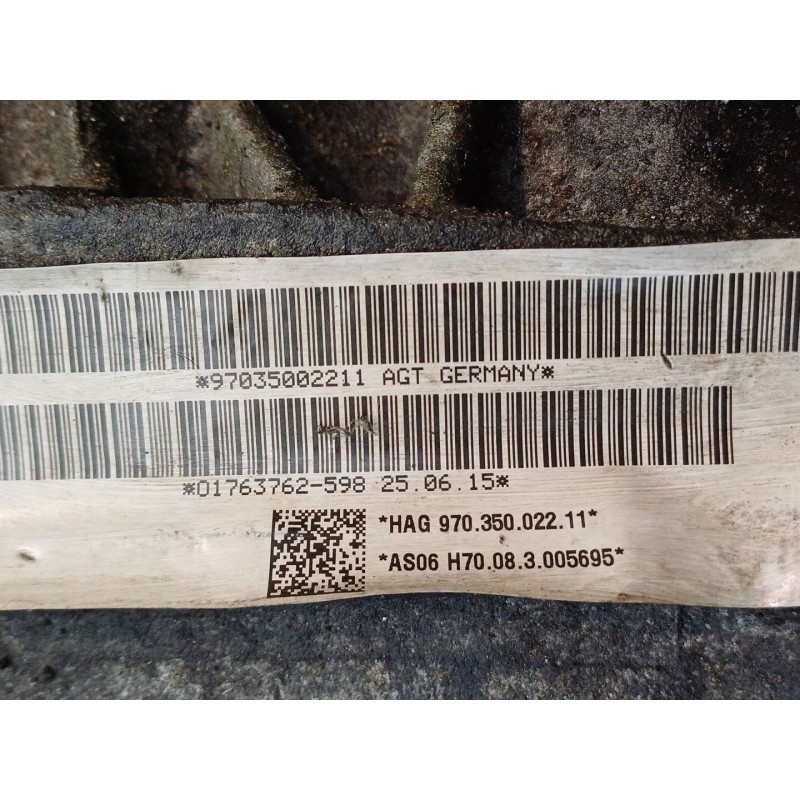 *97035002211 AGT GERMANY*
*01763762-598 25.06.15*
*HAG 970.350.022.11*
*AS06 H70.08.3.005695*